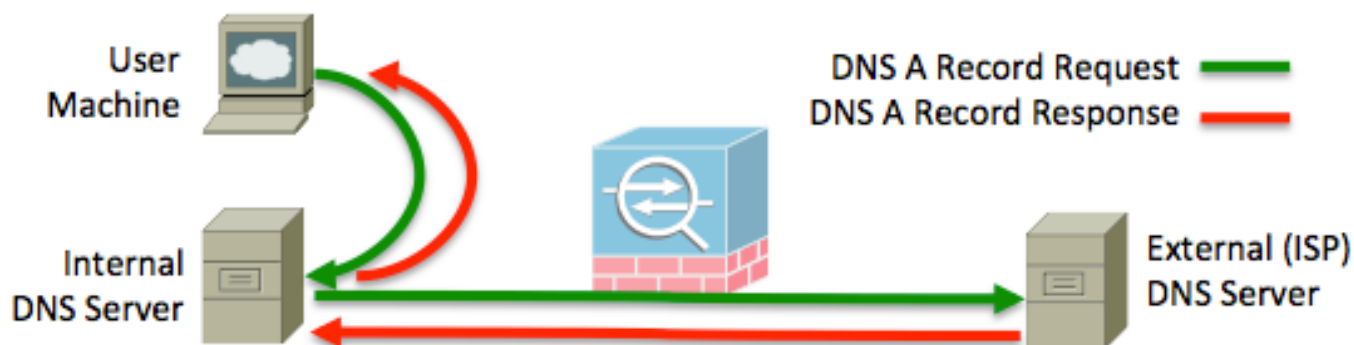 User
Machine
DNS A Record Request
DNS A Record Response
Internal
DNS Server
External (ISP)
DNS Server